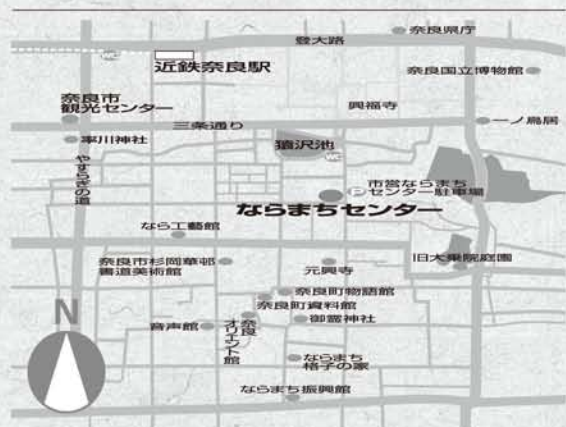 奈良県庁
登大路
近鉄奈良駅
奈良国立博物館
奈良市
観光センター
興福寺
三条通り
一ノ鳥居
率川神社
猿沢池
やすらぎの道
P
市営ならまち
センター駐車場
ならまちセンター
なら工藝館
奈良市杉岡華邨
書道美術館
元興寺
旧大乗院庭園
奈良町物語館
奈良町資料館
御霊神社
音声館
奈良
オリエント館
ならまち
格子の家
ならまち振興館
N